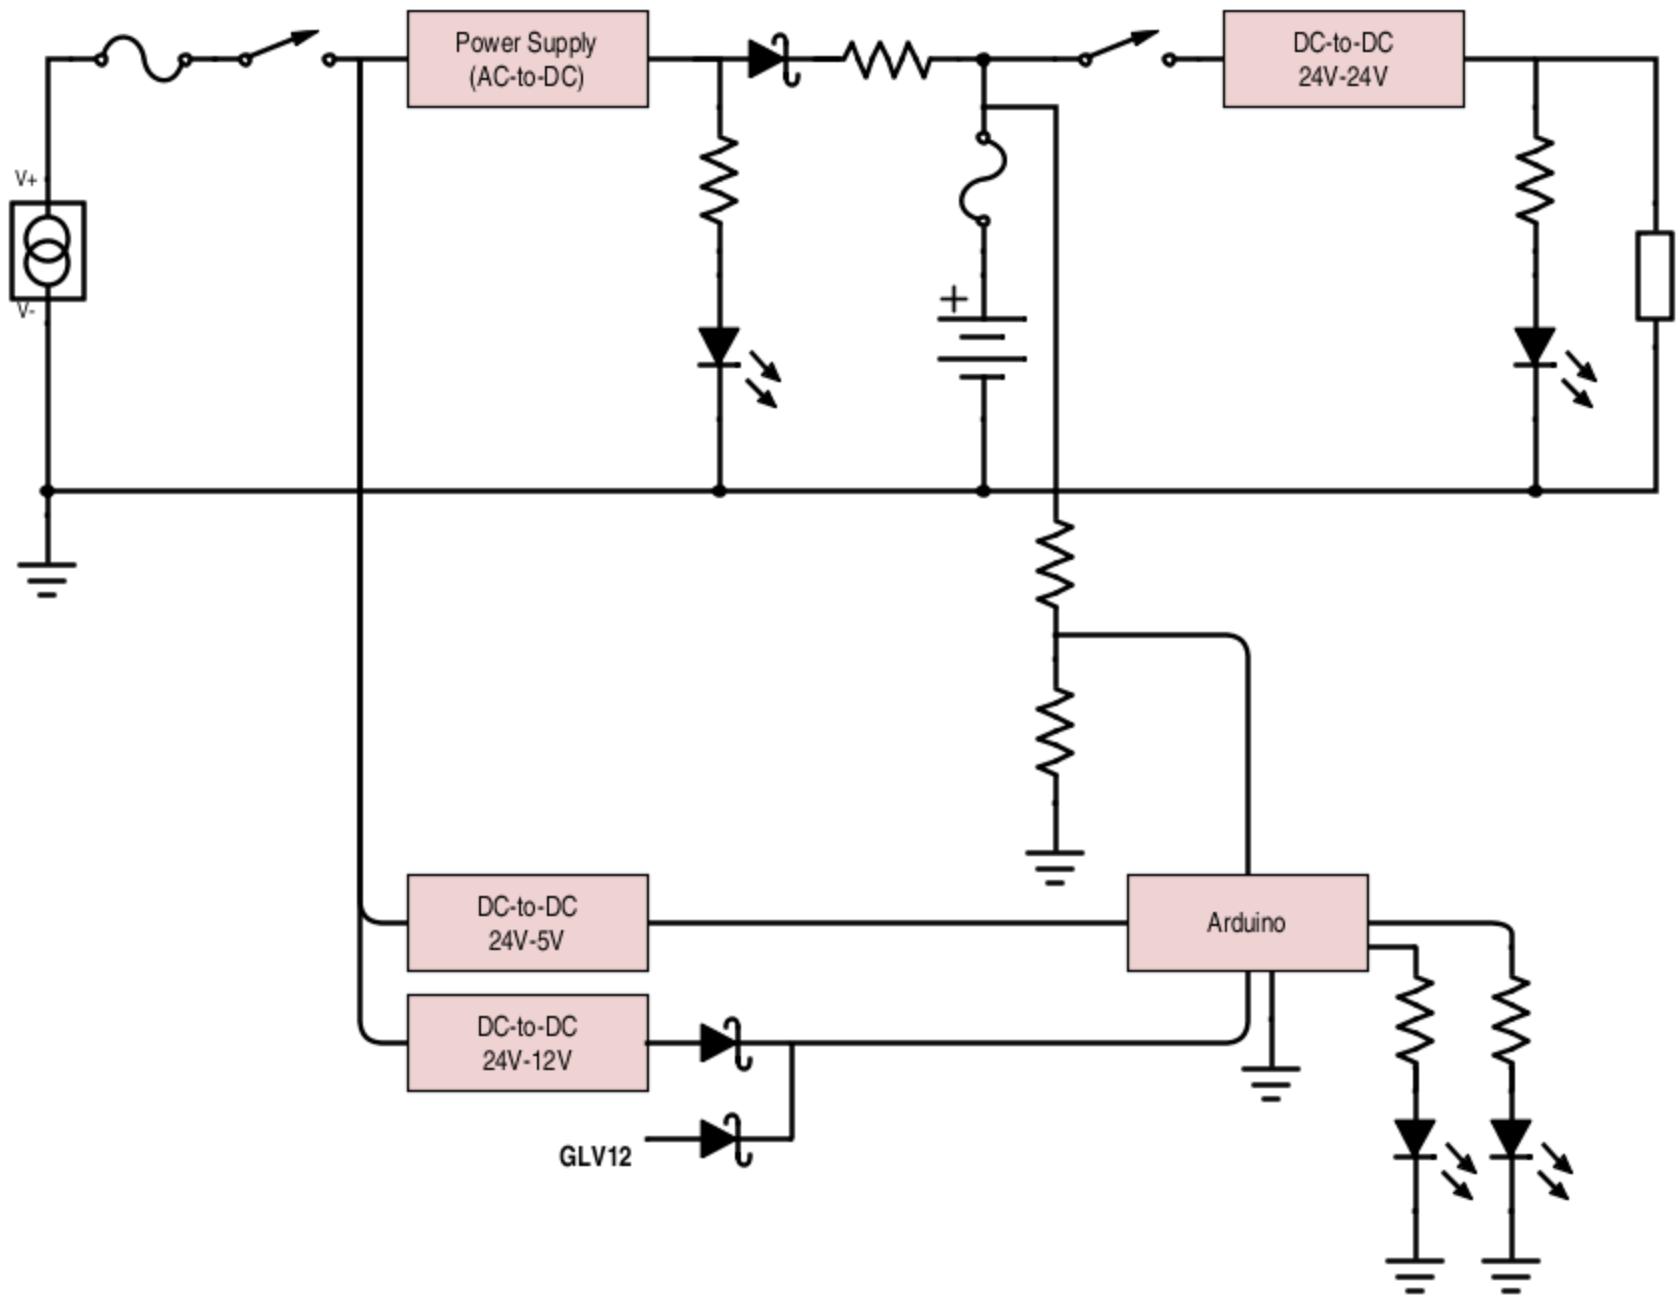 Power Supply
(AC-to-DC)
DC-to-DC
24V-24V
V+
V-
+
DC-to-DC
24V-5V
Arduino
DC-to-DC
24V-12V
GLV12